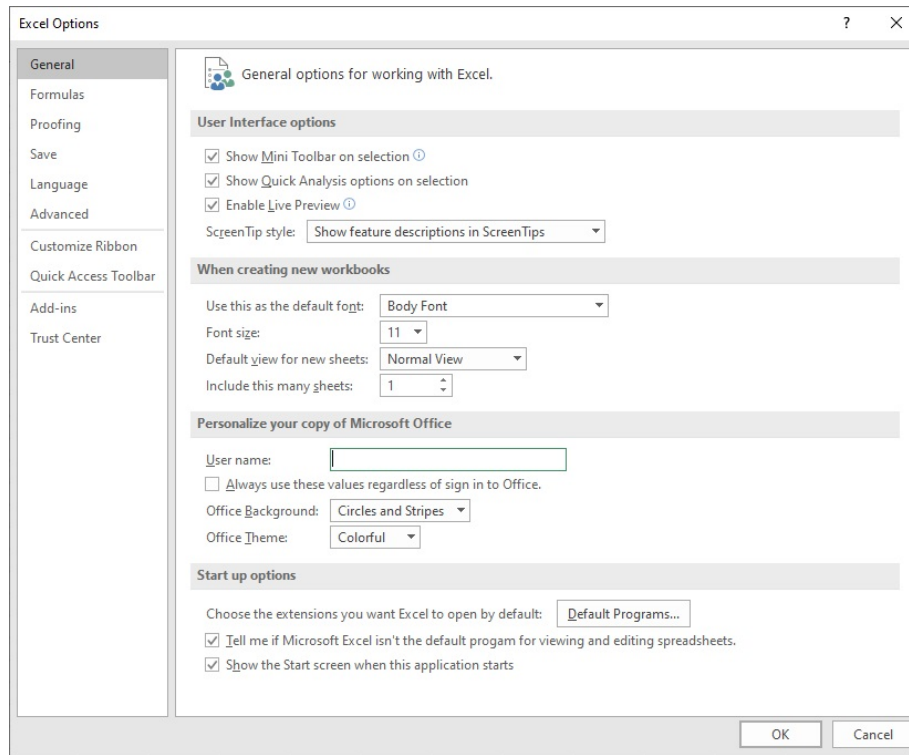 Excel Options
?
General
Formulas
Proofing
Save
Language
Advanced
Customize Ribbon
Quick Access Toolbar
Add-ins
Trust Center
General options for working with Excel.
User Interface options
Show Mini Toolbar on selection
Show Quick Analysis options on selection
Enable Live Preview
ScreenTip style: Show feature descriptions in ScreenTips
When creating new workbooks
Use this as the default font: Body Font
Font size: 11
Default view for new sheets: Normal View
Include this many sheets: 1
Personalize your copy of Microsoft Office
User name:
Always use these values regardless of sign in to Office.
Office Background: Circles and Stripes
Office Theme: Colorful
Start up options
Choose the extensions you want Excel to open by default: Default Programs...
Tell me if Microsoft Excel isn't the default progam for viewing and editing spreadsheets.
Show the Start screen when this application starts
OK Cancel